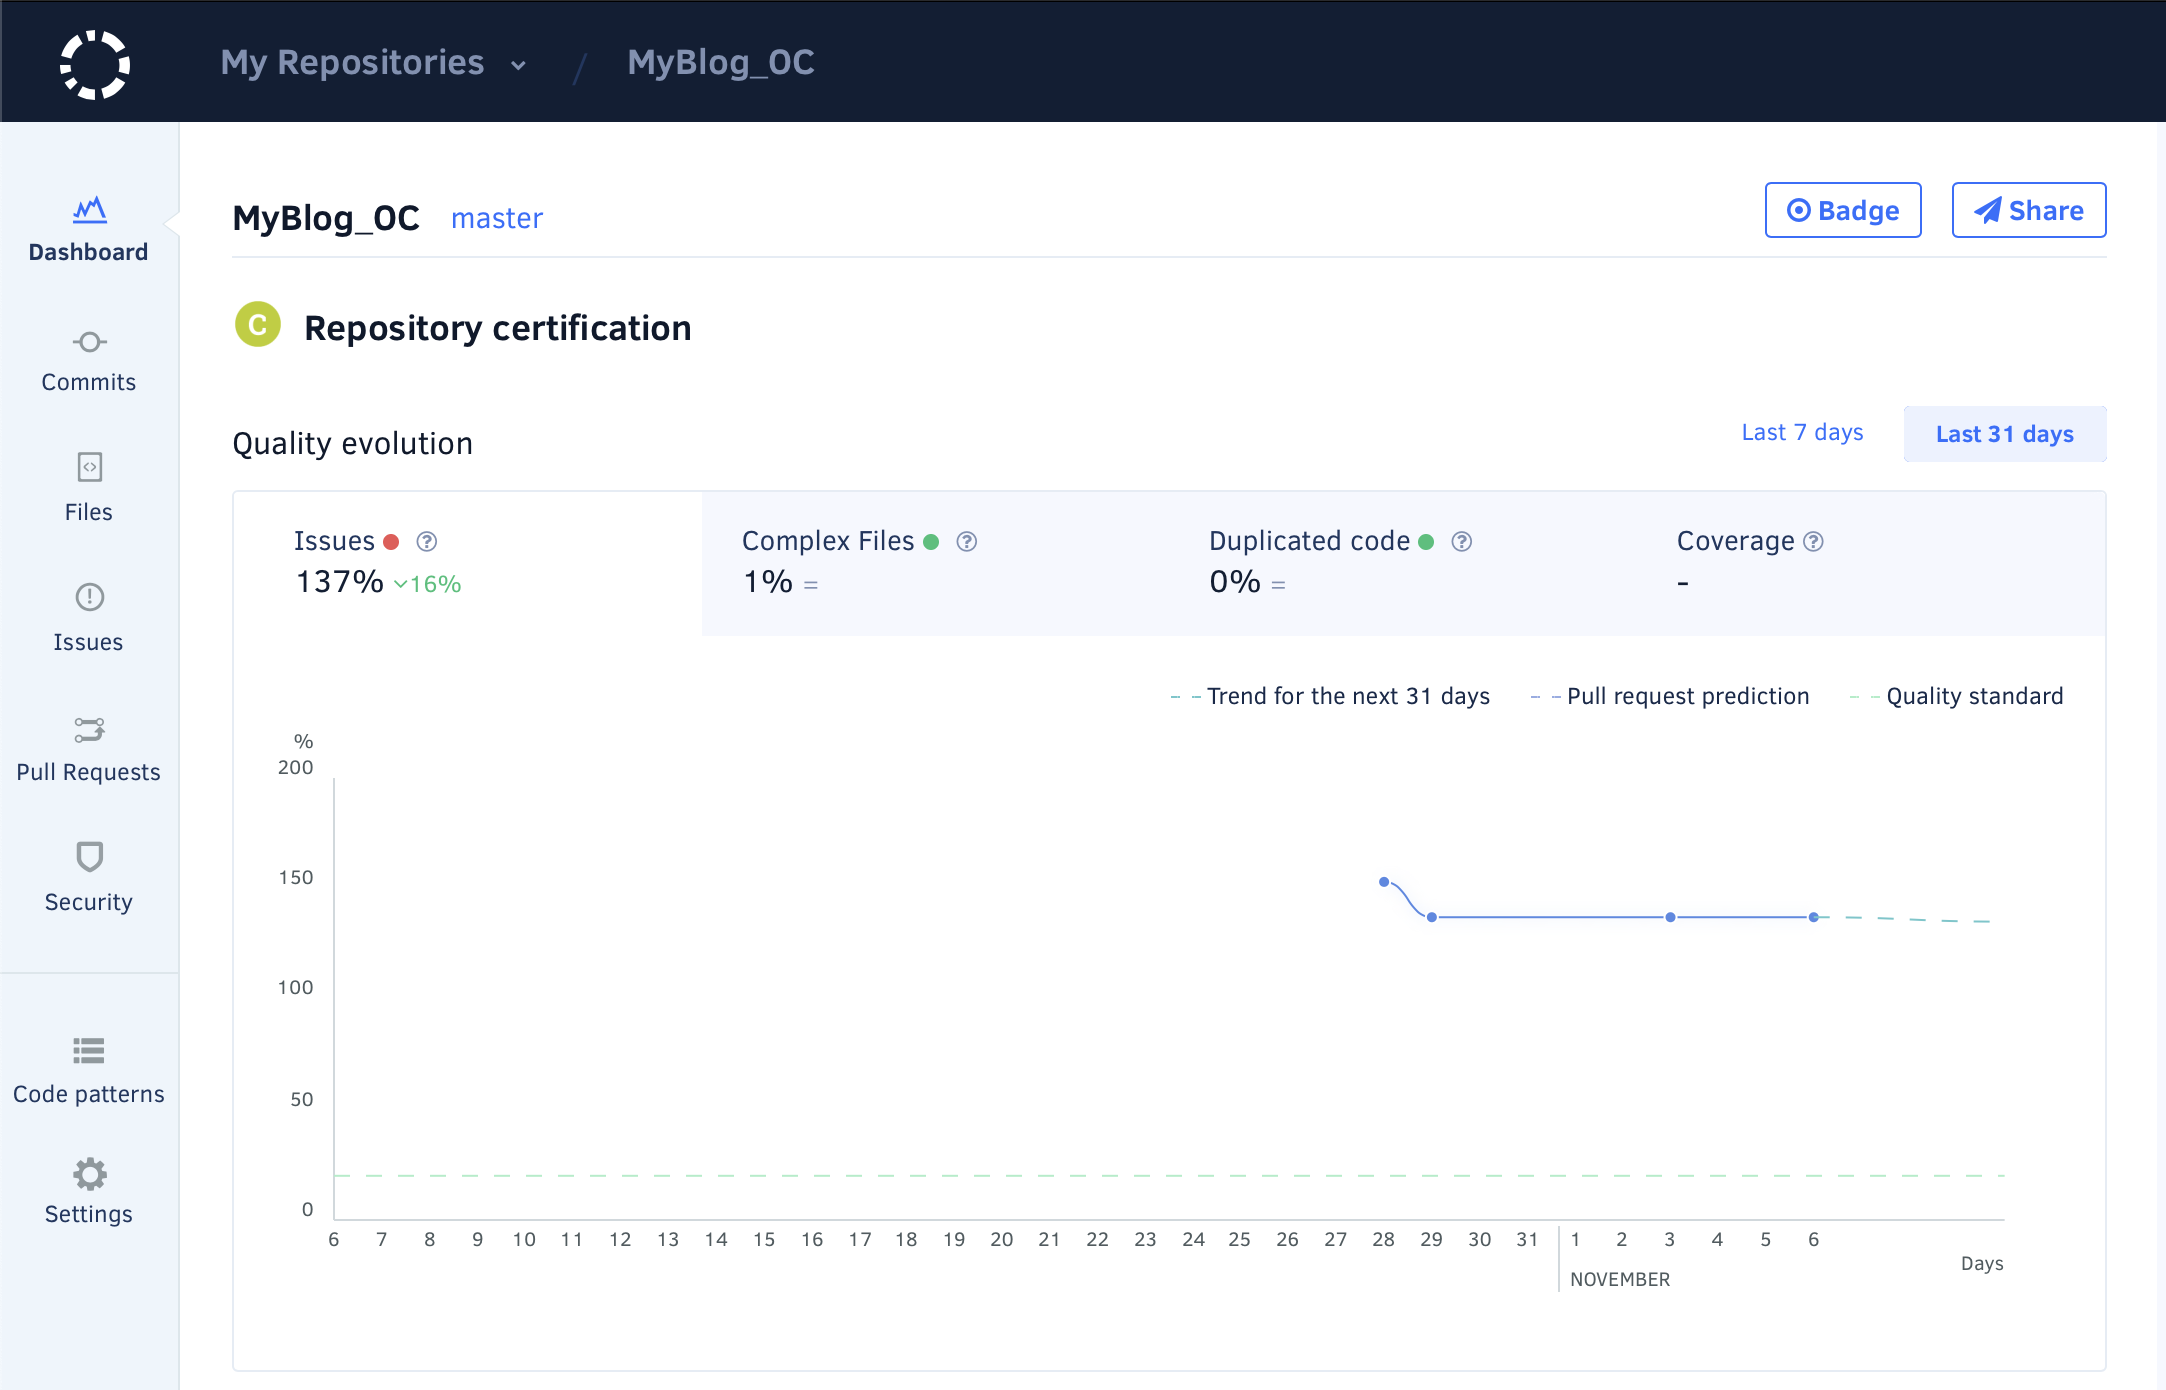 My Repositories / MyBlog_OC
Dashboard
Commits
Files
Issues
Pull Requests
Security
Code patterns
Settings
MyBlog_OC master
Badge
Share
C Repository certification
Quality evolution
Last 7 days
Last 31 days
Issues ?
137% 16%
Complex Files ?
1% =
Duplicated code ?
0% =
Coverage ?
-
Trend for the next 31 days
Pull request prediction
Quality standard
%
200
150
100
50
0
6 7 8 9 10 11 12 13 14 15 16 17 18 19 20 21 22 23 24 25 26 27 28 29 30 31 1 2 3 4 5 6
Days
NOVEMBER